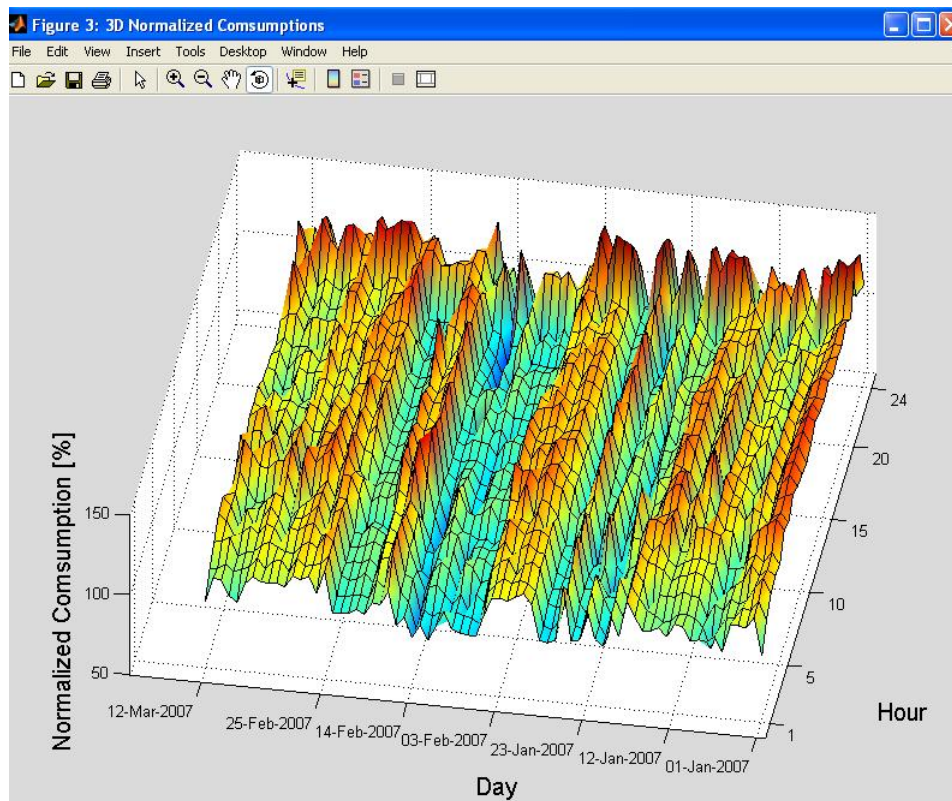 Figure 3: 3D Normalized Comsumptions
File Edit View Insert Tools Desktop Window Help
Normalized Comsumption [%]
150
100
50
12-Mar-2007
25-Feb-2007
14-Feb-2007
03-Feb-2007
23-Jan-2007
12-Jan-2007
01-Jan-2007
Day
24
20
15
10
5
1
Hour